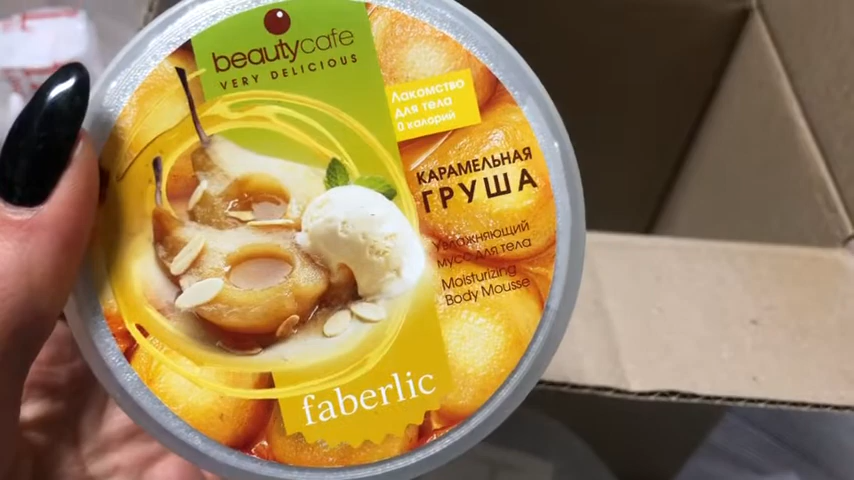 beautycafe
VERY DELICIOUS
Лакомство
для тела
0 калорий
КАРАМЕЛЬНАЯ
ГРУША
Увлажняющий
мусс для тела
Moisturizing
Body Mousse
faberlic